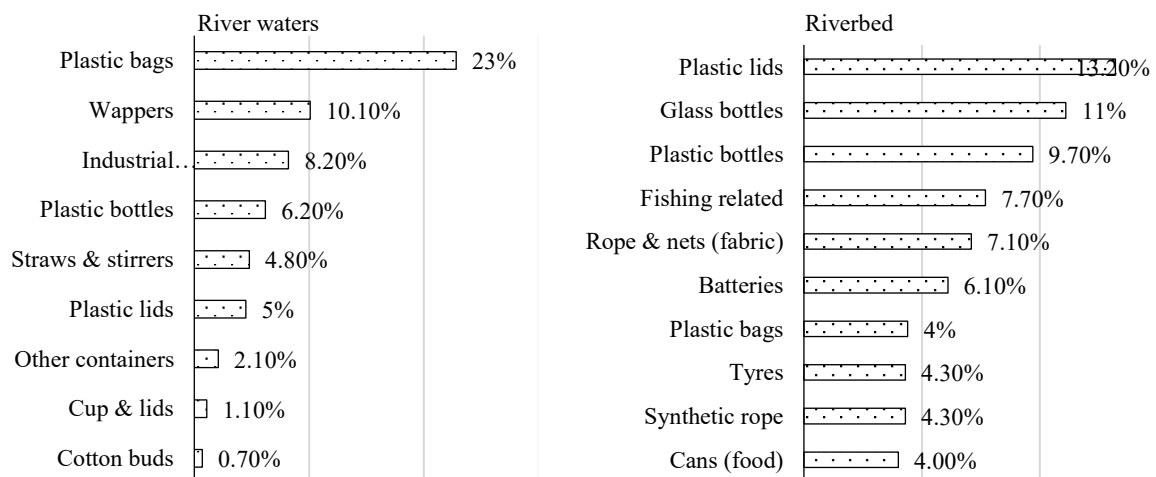 River waters
Plastic bags 23%
Wappers 10.10%
Industrial... 8.20%
Plastic bottles 6.20%
Straws & stirrers 4.80%
Plastic lids 5%
Other containers 2.10%
Cup & lids 1.10%
Cotton buds 0.70%
Riverbed
Plastic lids 13.20%
Glass bottles 11%
Plastic bottles 9.70%
Fishing related 7.70%
Rope & nets (fabric) 7.10%
Batteries 6.10%
Plastic bags 4%
Tyres 4.30%
Synthetic rope 4.30%
Cans (food) 4.00%